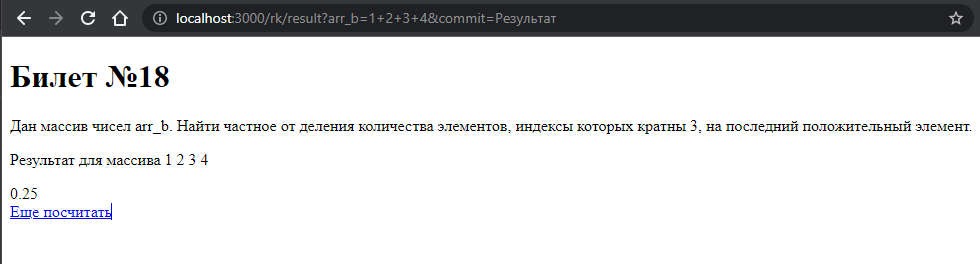 localhost:3000/rk/result?arr_b=1+2+3+4&commit=Результат
Билет №18
Дан массив чисел arr_b. Найти частное от деления количества элементов, индексы которых кратны 3, на последний положительный элемент.
Результат для массива 1 2 3 4
0.25
Еще посчитать